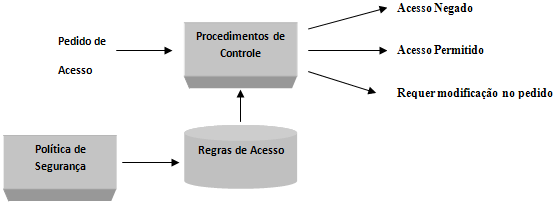 Pedido de
Acesso
Procedimentos de
Controle
Acesso Negado
Acesso Permitido
Requer modificação no pedido
Política de
Segurança
Regras de Acesso